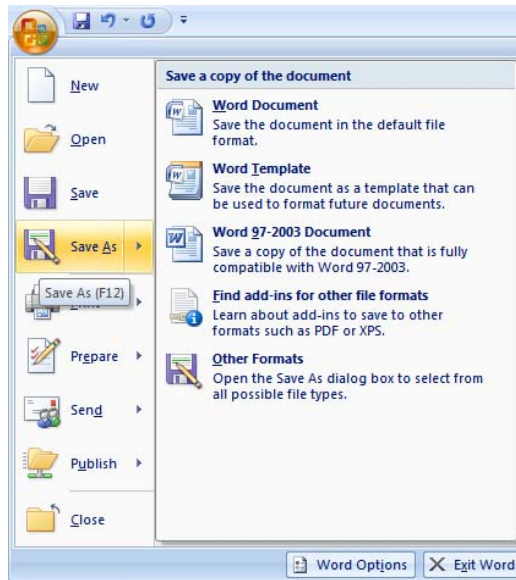 New
Open
Save
Save As
Save As (F12)
Prepare
Send
Publish
Close
Save a copy of the document
Word Document
Save the document in the default file
format.
Word Template
Save the document as a template that can
be used to format future documents.
Word 97-2003 Document
Save a copy of the document that is fully
compatible with Word 97-2003.
Find add-ins for other file formats
Learn about add-ins to save to other
formats such as PDF or XPS.
Other Formats
Open the Save As dialog box to select from
all possible file types.
Word Options
Exit Word